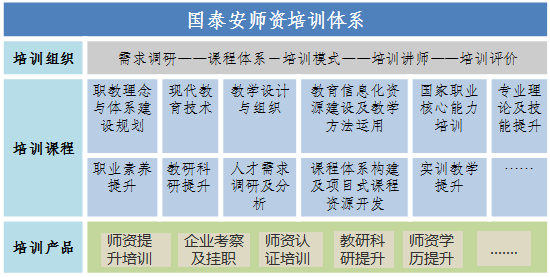 国泰安师资培训体系
培训组织
需求调研——课程体系－培训模式——培训讲师——培训评价
培训课程
职教理念
与体系建
设规划
现代教
育技术
教学设计
与组织
教育信息化资
源建设及教学
方法运用
国家职业
核心能力
培训
专业理
论及技
能提升
职业素养
提升
教研科
研提升
人才需求
调研及分
析
课程体系构建
及项目式课程
资源开发
实训教学
提升
……
培训产品
师资提
升培训
企业考察
及挂职
师资认
证培训
教研科
研提升
师资学
历提升
.......